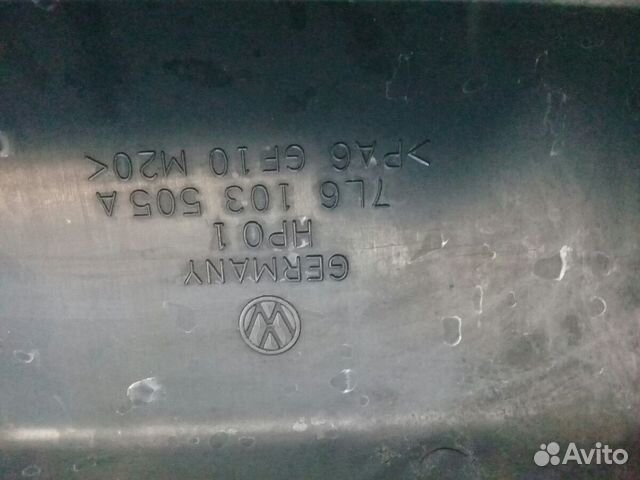 GERMANY
HPO 1
7L6 103 505 A
>PA6 GF10 M20<
Avito